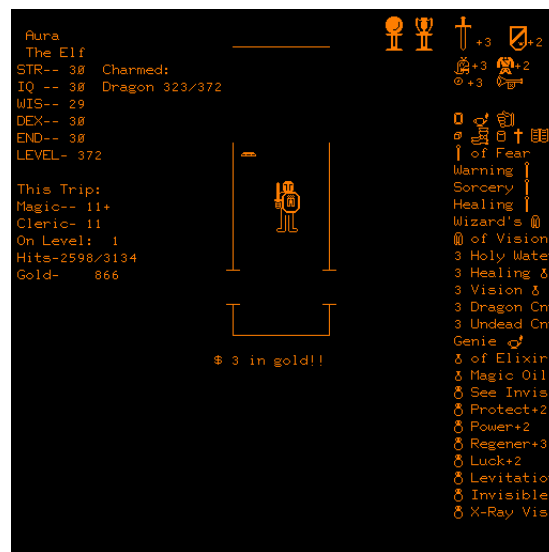 Aura
The Elf
STR-- 30 Charmed:
IQ -- 30 Dragon 323/372
WIS-- 29
DEX-- 30
END-- 30
LEVEL- 372
This Trip:
Magic-- 11+
Cleric- 11
On Level: 1
Hits-2598/3134
Gold- 866
$ 3 in gold!!
+3 +2
+3 +2
+3
of Fear
Warning
Sorcery
Healing
Wizard's
of Vision
3 Holy Wate
3 Healing
3 Vision
3 Dragon Cn
3 Undead Cn
Genie
of Elixir
Magic Oil
See Invis
Protect+2
Power+2
Regener+3
Luck+2
Levitatio
Invisible
X-Ray Vis